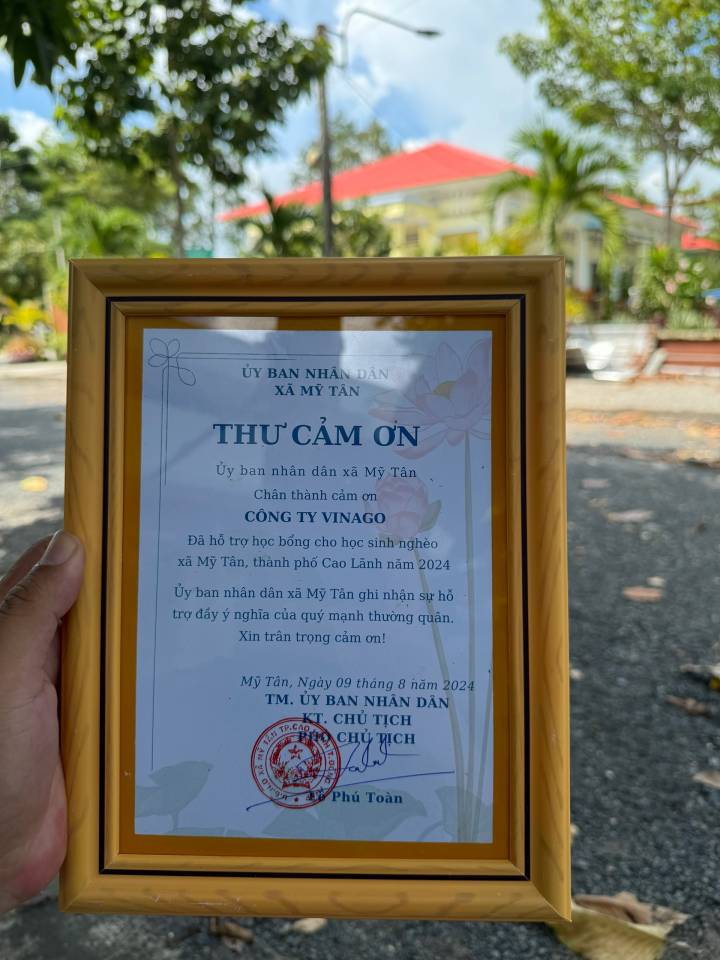 ỦY BAN NHÂN DÂN
XÃ MỸ TÂN
THƯ CẢM ƠN
Ủy ban nhân dân xã Mỹ Tân
Chân thành cảm ơn
CÔNG TY VINAGO
Đã hỗ trợ học bổng cho học sinh nghèo
xã Mỹ Tân, thành phố Cao Lãnh năm 2024
Ủy ban nhân dân xã Mỹ Tân ghi nhận sự hỗ
trợ đầy ý nghĩa của quý mạnh thường quân.
Xin trân trọng cảm ơn!
Mỹ Tân, Ngày 09 tháng 8 năm 2024
TM. ỦY BAN NHÂN DÂN
KT. CHỦ TỊCH
PHÓ CHỦ TỊCH
Phú Toàn